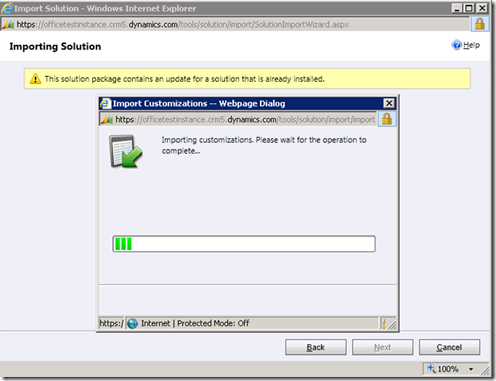 Import Solution - Windows Internet Explorer
https://officetestinstance.crm5.dynamics.com/tools/solution/import/SolutionImportWizard.aspx
Importing Solution
Help
This solution package contains an update for a solution that is already installed.
Import Customizations -- Webpage Dialog
https://officetestinstance.crm5.dynamics.com/tools/solution/import/import
Importing customizations. Please wait for the operation to
complete...
https:/ Internet | Protected Mode: Off
Back Next Cancel
100%